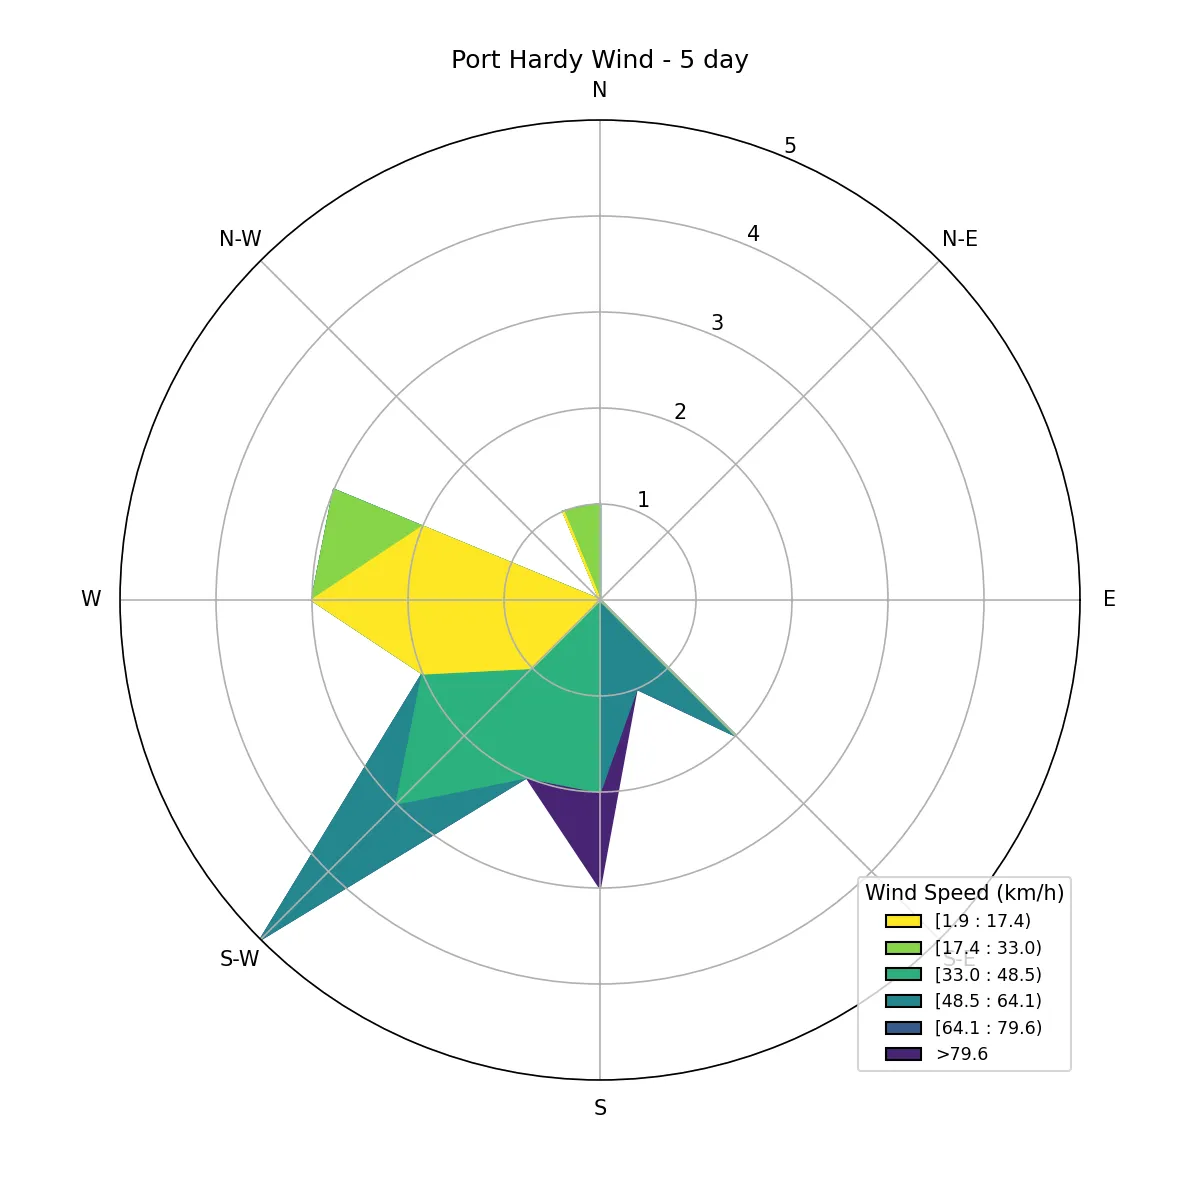 Port Hardy Wind - 5 day
N
5
N-W
N-E
4
3
2
1
W
E
Wind Speed (km/h)
[1.9 : 17.4)
[17.4 : 33.0)
S-W
S-E
[33.0 : 48.5)
[48.5 : 64.1)
[64.1 : 79.6)
>79.6
S